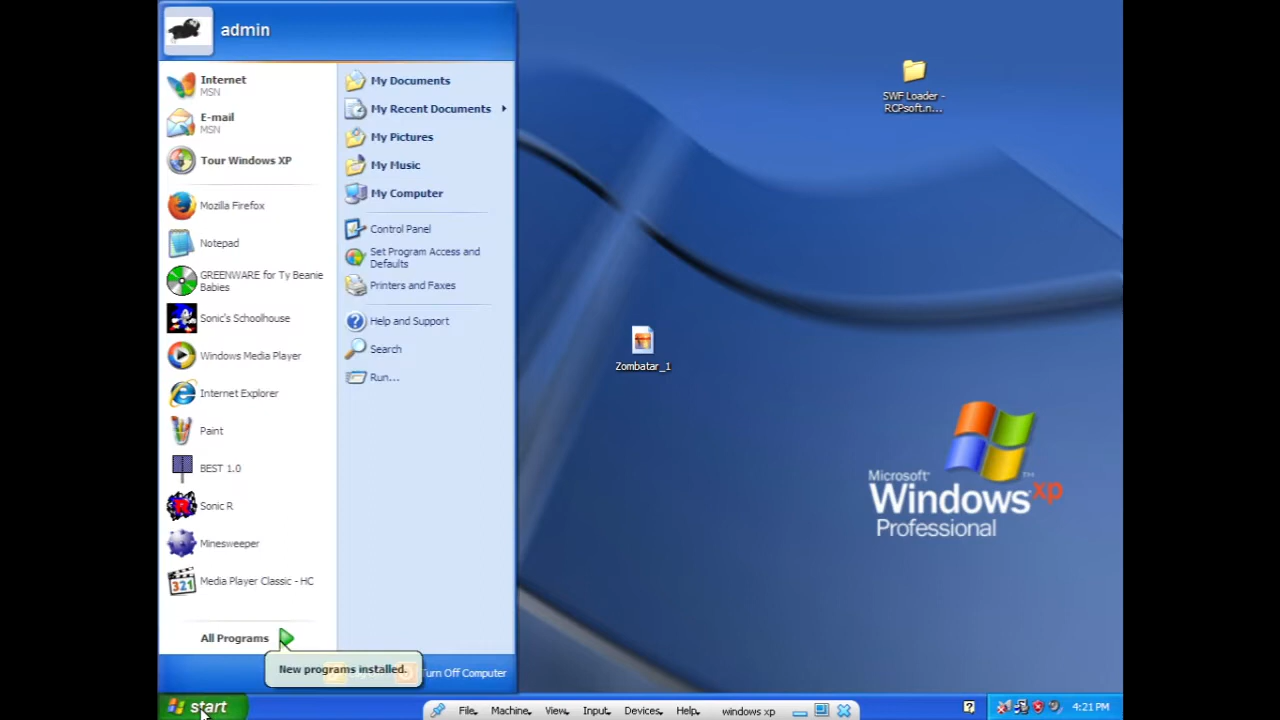 admin
Internet
MSN
E-mail
MSN
Tour Windows XP
Mozilla Firefox
Notepad
GREENWARE for Ty Beanie
Babies
Sonic's Schoolhouse
Windows Media Player
Internet Explorer
Paint
BEST 1.0
Sonic R
Minesweeper
321
Media Player Classic - HC
All Programs
My Documents
My Recent Documents
My Pictures
My Music
My Computer
Control Panel
Set Program Access and
Defaults
Printers and Faxes
Help and Support
Search
Run...
New programs installed.
Turn Off Computer
SWF Loader -
RCPsoft.n...
Zombatar_1
Microsoft
Windows xp
Professional
start
File
Machine
View
Input
Devices
Help
windows xp
4:21 PM